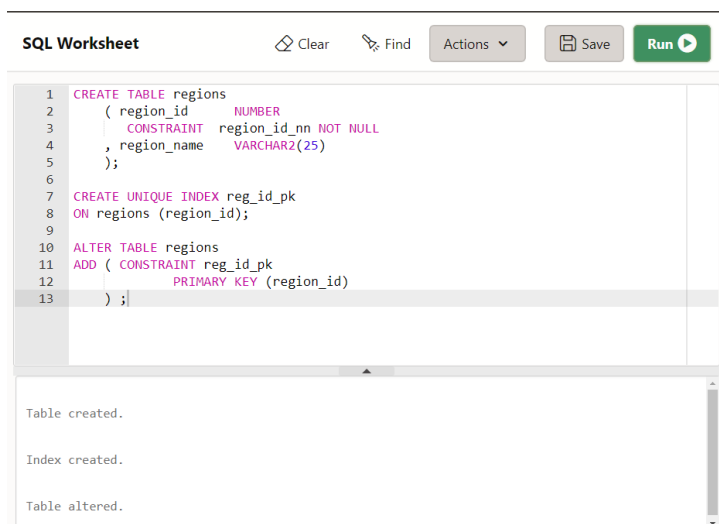 SQL Worksheet Clear Find Actions Save Run
1 CREATE TABLE regions
2     ( region_id      NUMBER
3        CONSTRAINT  region_id_nn NOT NULL
4     , region_name    VARCHAR2(25)
5     );
6
7 CREATE UNIQUE INDEX reg_id_pk
8 ON regions (region_id);
9
10 ALTER TABLE regions
11 ADD ( CONSTRAINT reg_id_pk
12              PRIMARY KEY (region_id)
13     ) ;
Table created.
Index created.
Table altered.